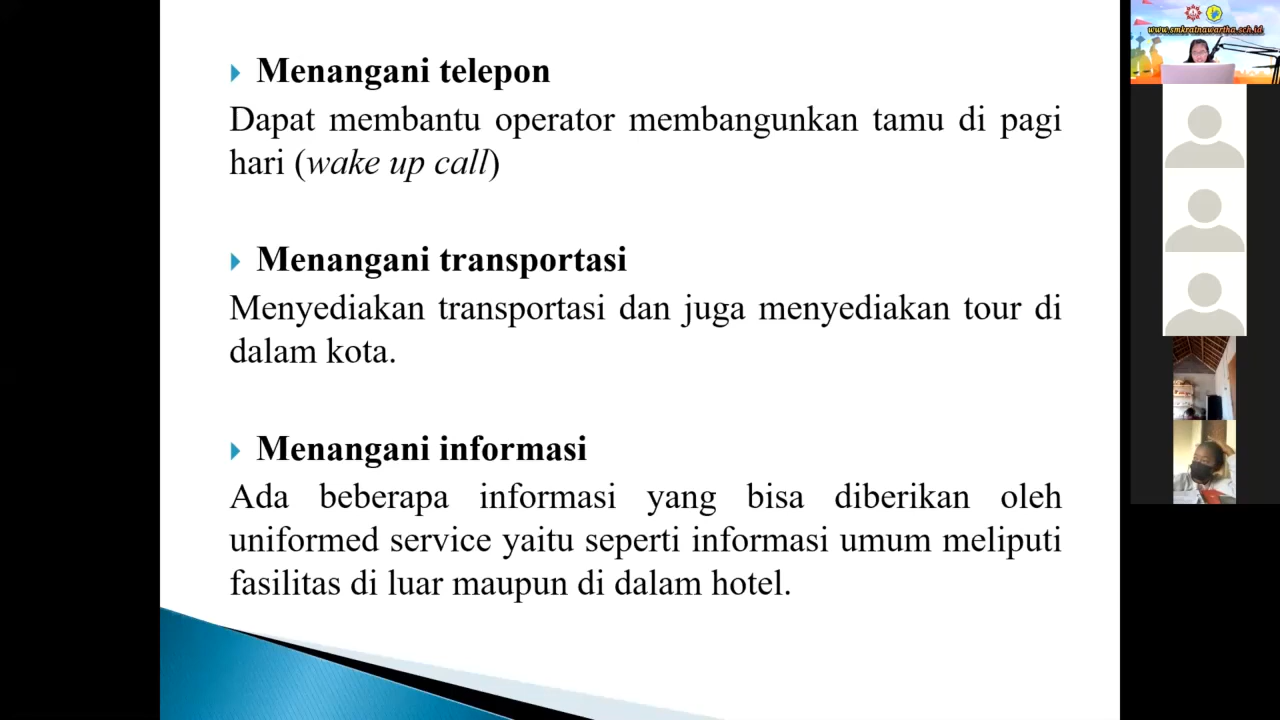 www.smkratnawartha.sch.id
Menangani telepon
Dapat membantu operator membangunkan tamu di pagi
hari (wake up call)
Menangani transportasi
Menyediakan transportasi dan juga menyediakan tour di
dalam kota.
Menangani informasi
Ada beberapa informasi yang bisa diberikan oleh
uniformed service yaitu seperti informasi umum meliputi
fasilitas di luar maupun di dalam hotel.